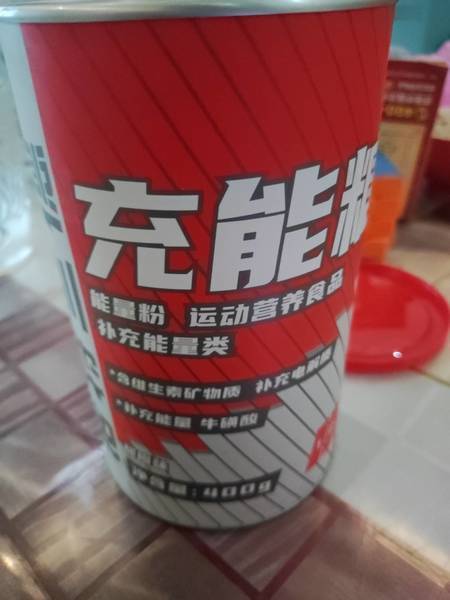 充能粉
能量粉 运动营养食品
补充能量类
·含维生素矿物质 补充电解质
·补充能量 牛磺酸
净含量:400g